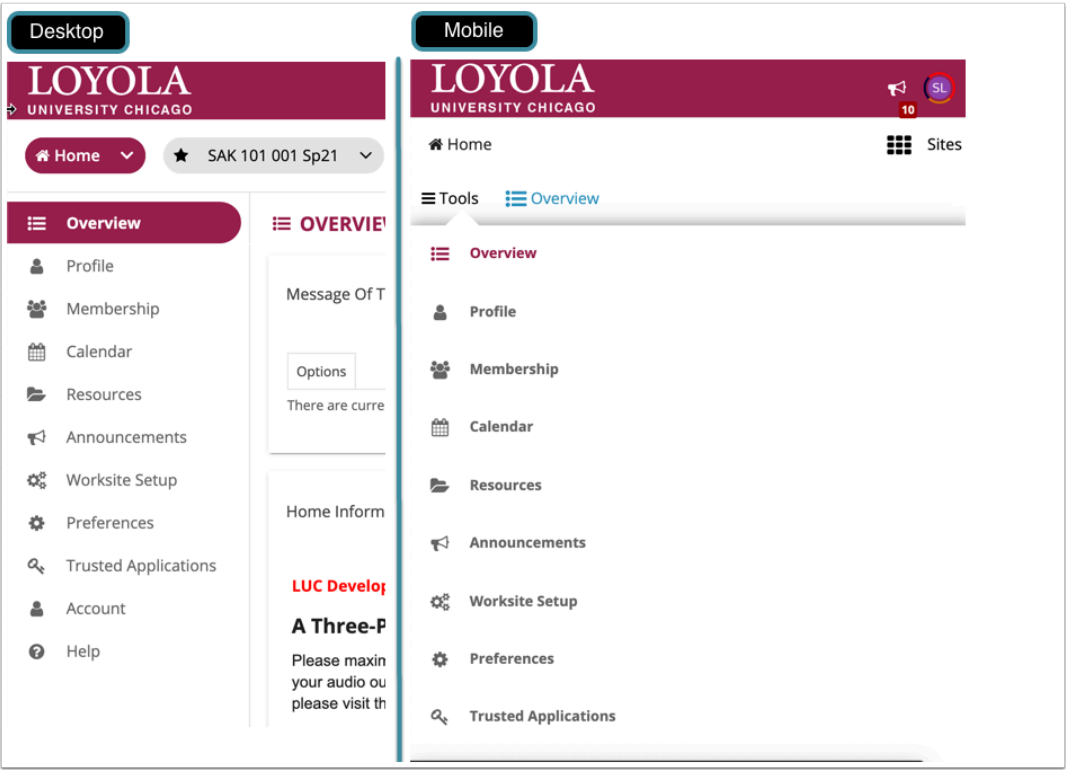 Desktop
LOYOLA
UNIVERSITY CHICAGO
Home
SAK 101 001 Sp21
Overview
Profile
Membership
Calendar
Resources
Announcements
Worksite Setup
Preferences
Trusted Applications
Account
Help
OVERVIE
Message Of T
Options
There are curre
Home Inform
LUC Develop
A Three-P
Please maxim
your audio ou
please visit th
Mobile
LOYOLA
UNIVERSITY CHICAGO
SL
10
Home
Sites
Tools
Overview
Overview
Profile
Membership
Calendar
Resources
Announcements
Worksite Setup
Preferences
Trusted Applications